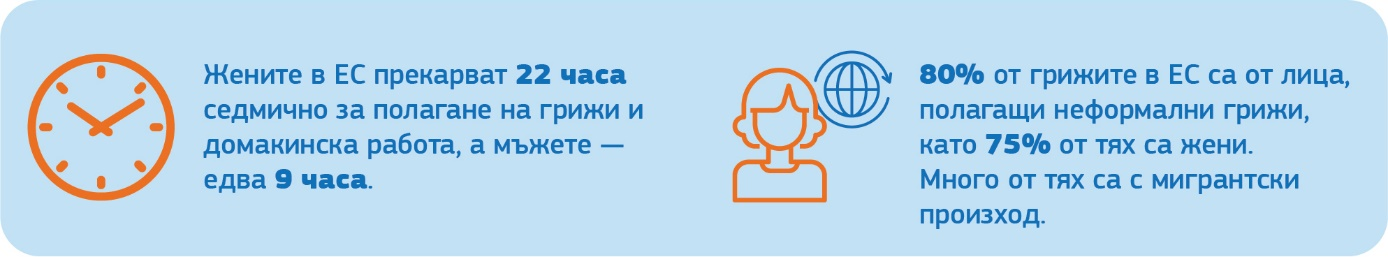 Жените в ЕС прекарват 22 часа
седмично за полагане на грижи и
домакинска работа, а мъжете —
едва 9 часа.
80% от грижите в ЕС са от лица,
полагащи неформални грижи,
като 75% от тях са жени.
Много от тях са с мигрантски
произход.